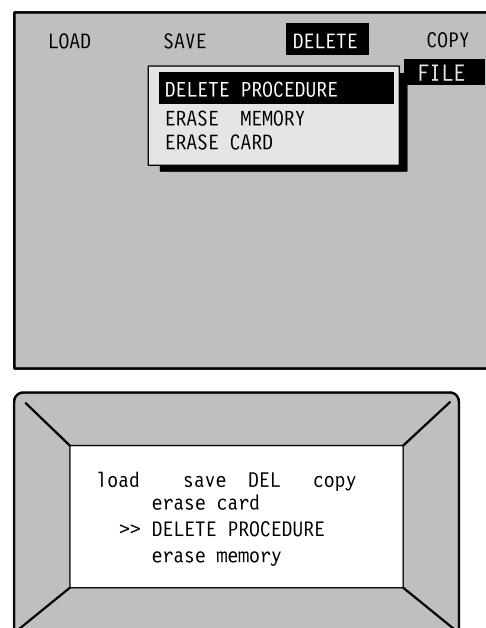 LOAD SAVE DELETE COPY
FILE
DELETE PROCEDURE
ERASE MEMORY
ERASE CARD
load save DEL copy
erase card
>> DELETE PROCEDURE
erase memory